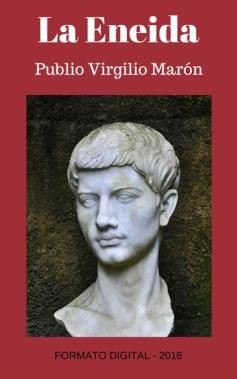 La Eneida
Publio Virgilio Marón
FORMATO DIGITAL - 2016